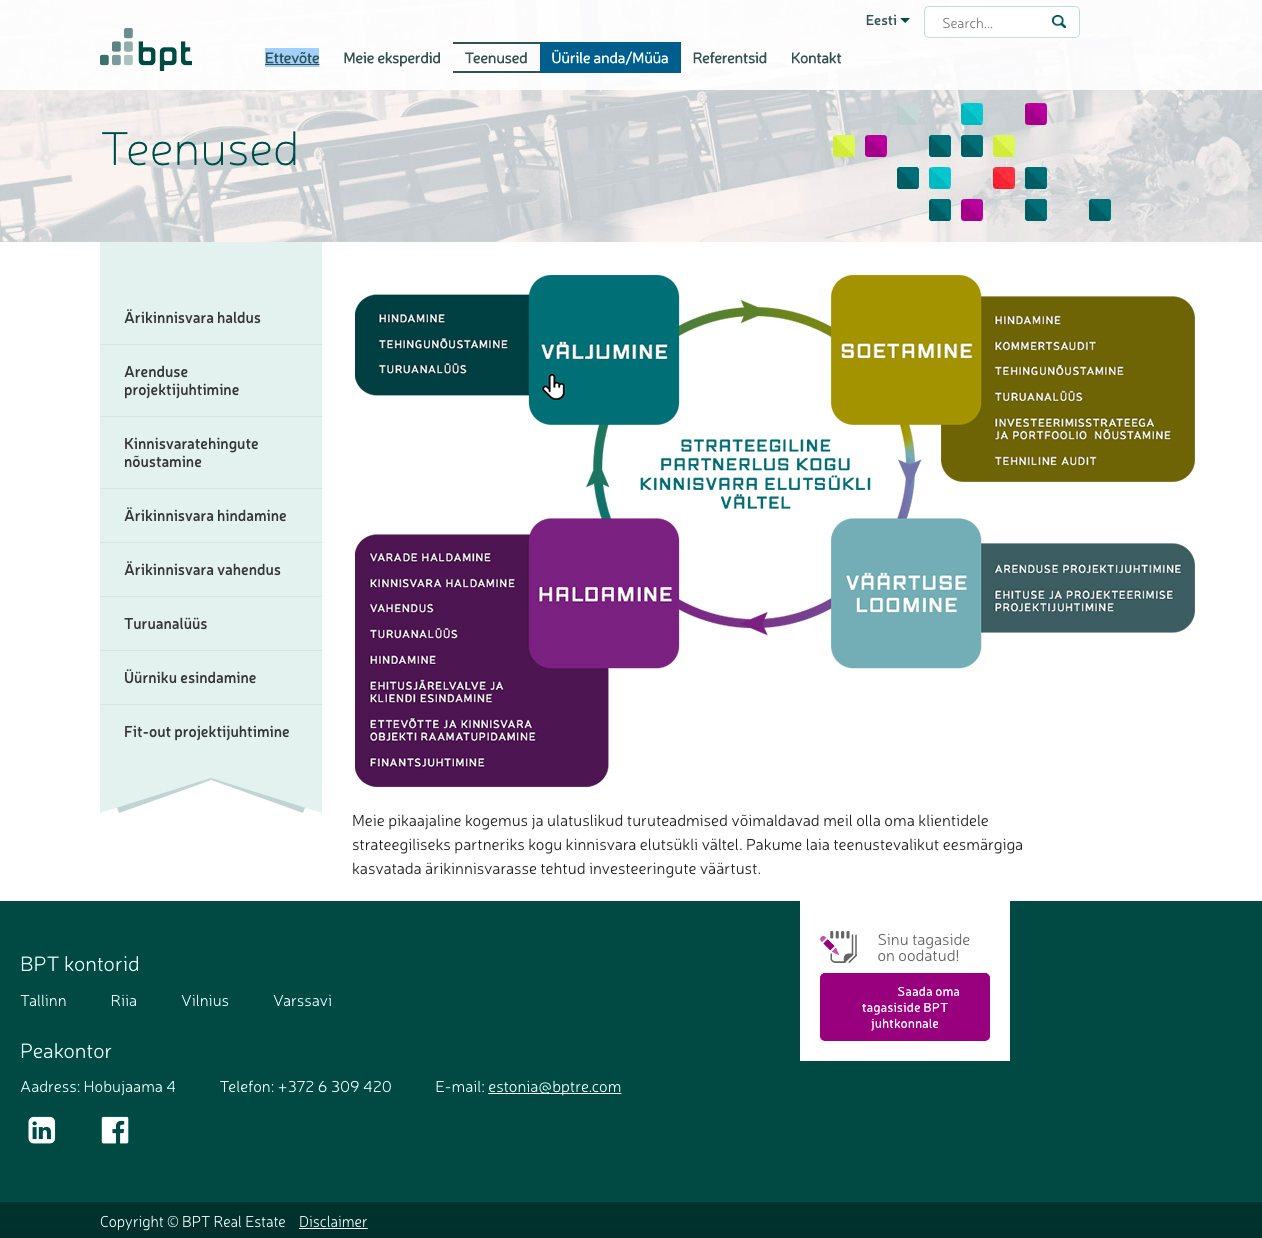 Eesti
Search...
bpt
Ettevõte Meie eksperdid Teenused Üürile anda/Müüa Referentsid Kontakt
Teenused
Ärikinnisvara haldus
Arenduse
projektijuhtimine
Kinnisvaratehingute
nõustamine
Ärikinnisvara hindamine
Ärikinnisvara vahendus
Turuanalüüs
Üürniku esindamine
Fit-out projektijuhtimine
HINDAMINE
TEHINGUNÕUSTAMINE
TURUANALÜÜS
VÄLJUMINE
SOETAMINE
HINDAMINE
KOMMERTSAUDIT
TEHINGUNÕUSTAMINE
TURUANALÜÜS
INVESTEERIMISSTRATEEGA
JA PORTFOOLIO NÕUSTAMINE
TEHNILINE AUDIT
STRATEEGILINE
PARTNERLUS KOGU
KINNISVARA ELUTSÜKLI
VÄLTEL
VARADE HALDAMINE
KINNISVARA HALDAMINE
VAHENDUS
TURUANALÜÜS
HINDAMINE
EHITUSJÄRELVALVE JA
KLIENDI ESINDAMINE
ETTEVÕTTE JA KINNISVARA
OBJEKTI RAAMATUPIDAMINE
FINANTSJUHTIMINE
HALDAMINE
VÄÄRTUSE
LOOMINE
ARENDUSE PROJEKTIJUHTIMINE
EHITUSE JA PROJEKTEERIMISE
PROJEKTIJUHTIMINE
Meie pikaajaline kogemus ja ulatuslikud turuteadmised võimaldavad meil olla oma klientidele
strateegiliseks partneriks kogu kinnisvara elutsükli vältel. Pakume laia teenustevalikut eesmärgiga
kasvatada ärikinnisvarasse tehtud investeeringute väärtust.
BPT kontorid
Tallinn Riia Vilnius Varssavi
Peakontor
Aadress: Hobujaama 4 Telefon: +372 6 309 420 E-mail: estonia@bptre.com
in
Sinu tagaside
on oodatud!
Saada oma
tagasiside BPT
juhtkonnale
Copyright © BPT Real Estate Disclaimer